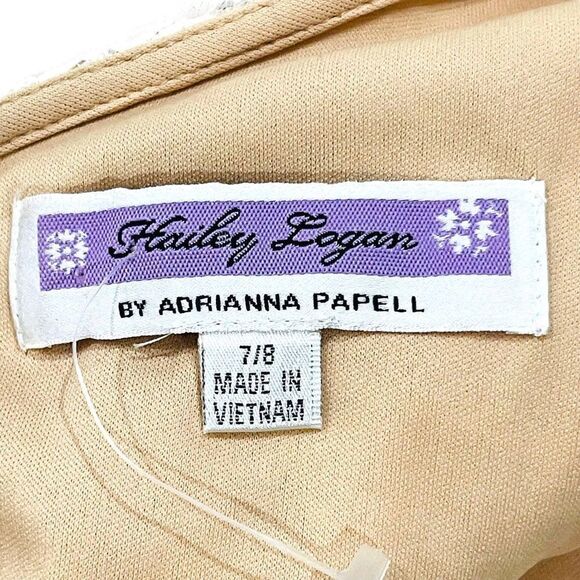 Hailey Logan
BY ADRIANNA PAPELL
7/8
MADE IN
VIETNAM